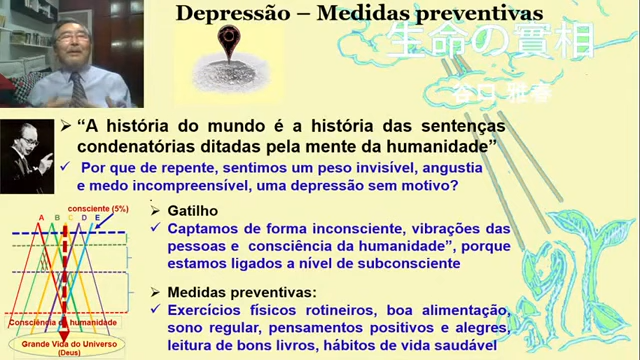 Depressão – Medidas preventivas
生命の實相
谷口 雅春
“A história do mundo é a história das sentenças
condenatórias ditadas pela mente da humanidade”
Por que de repente, sentimos um peso invisível, angustia
e medo incompreensível, uma depressão sem motivo?
consciente (5%)
A B C D E
Gatilho
Captamos de forma inconsciente, vibrações das
pessoas e consciência da humanidade”, porque
estamos ligados a nível de subconsciente
Medidas preventivas:
Exercícios físicos rotineiros, boa alimentação,
sono regular, pensamentos positivos e alegres,
leitura de bons livros, hábitos de vida saudável
Consciência da humanidade
Grande Vida do Universo
(Deus)